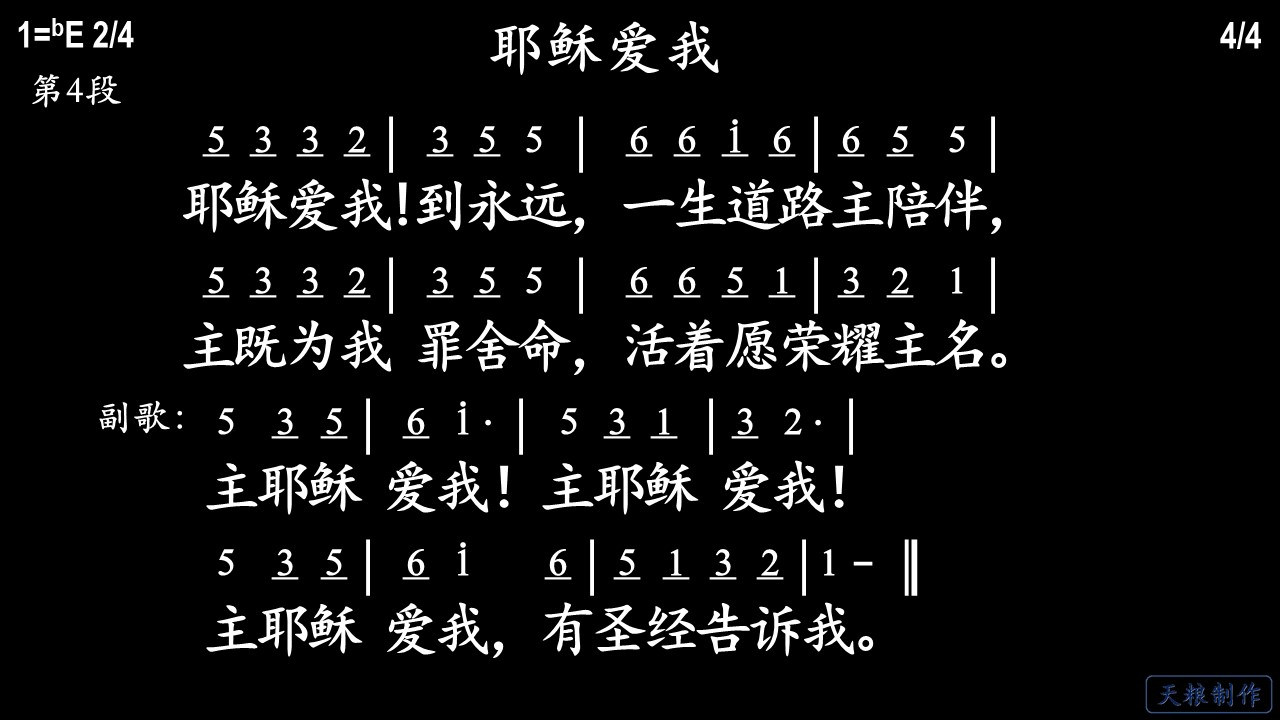 1=ᵇE 2/4 耶稣爱我 4/4
第4段
5 3 3 2 | 3 5 5 | 6 6 i 6 | 6 5 5 |
耶稣爱我!到永远，一生道路主陪伴，
5 3 3 2 | 3 5 5 | 6 6 5 1 | 3 2 1 |
主既为我 罪舍命，活着愿荣耀主名。
副歌： 5 3 5 | 6 i · | 5 3 1 | 3 2 · |
主耶稣 爱我！主耶稣 爱我！
5 3 5 | 6 i 6 | 5 1 3 2 | 1 – ‖
主耶稣 爱我，有圣经告诉我。
天粮制作